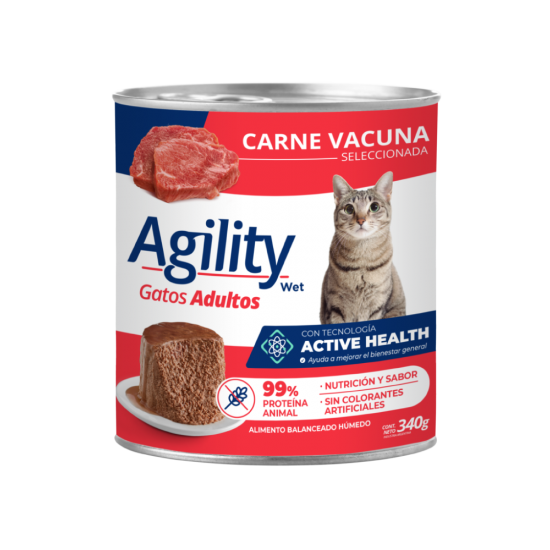 CARNE VACUNA
SELECCIONADA
Agility
Wet
Gatos Adultos
CON TECNOLOGÍA
ACTIVE HEALTH
Ayuda a mejorar el bienestar general
99%
PROTEÍNA
ANIMAL
· NUTRICIÓN Y SABOR
· SIN COLORANTES
ARTIFICIALES
ALIMENTO BALANCEADO HÚMEDO
CONT.
NETO 340g